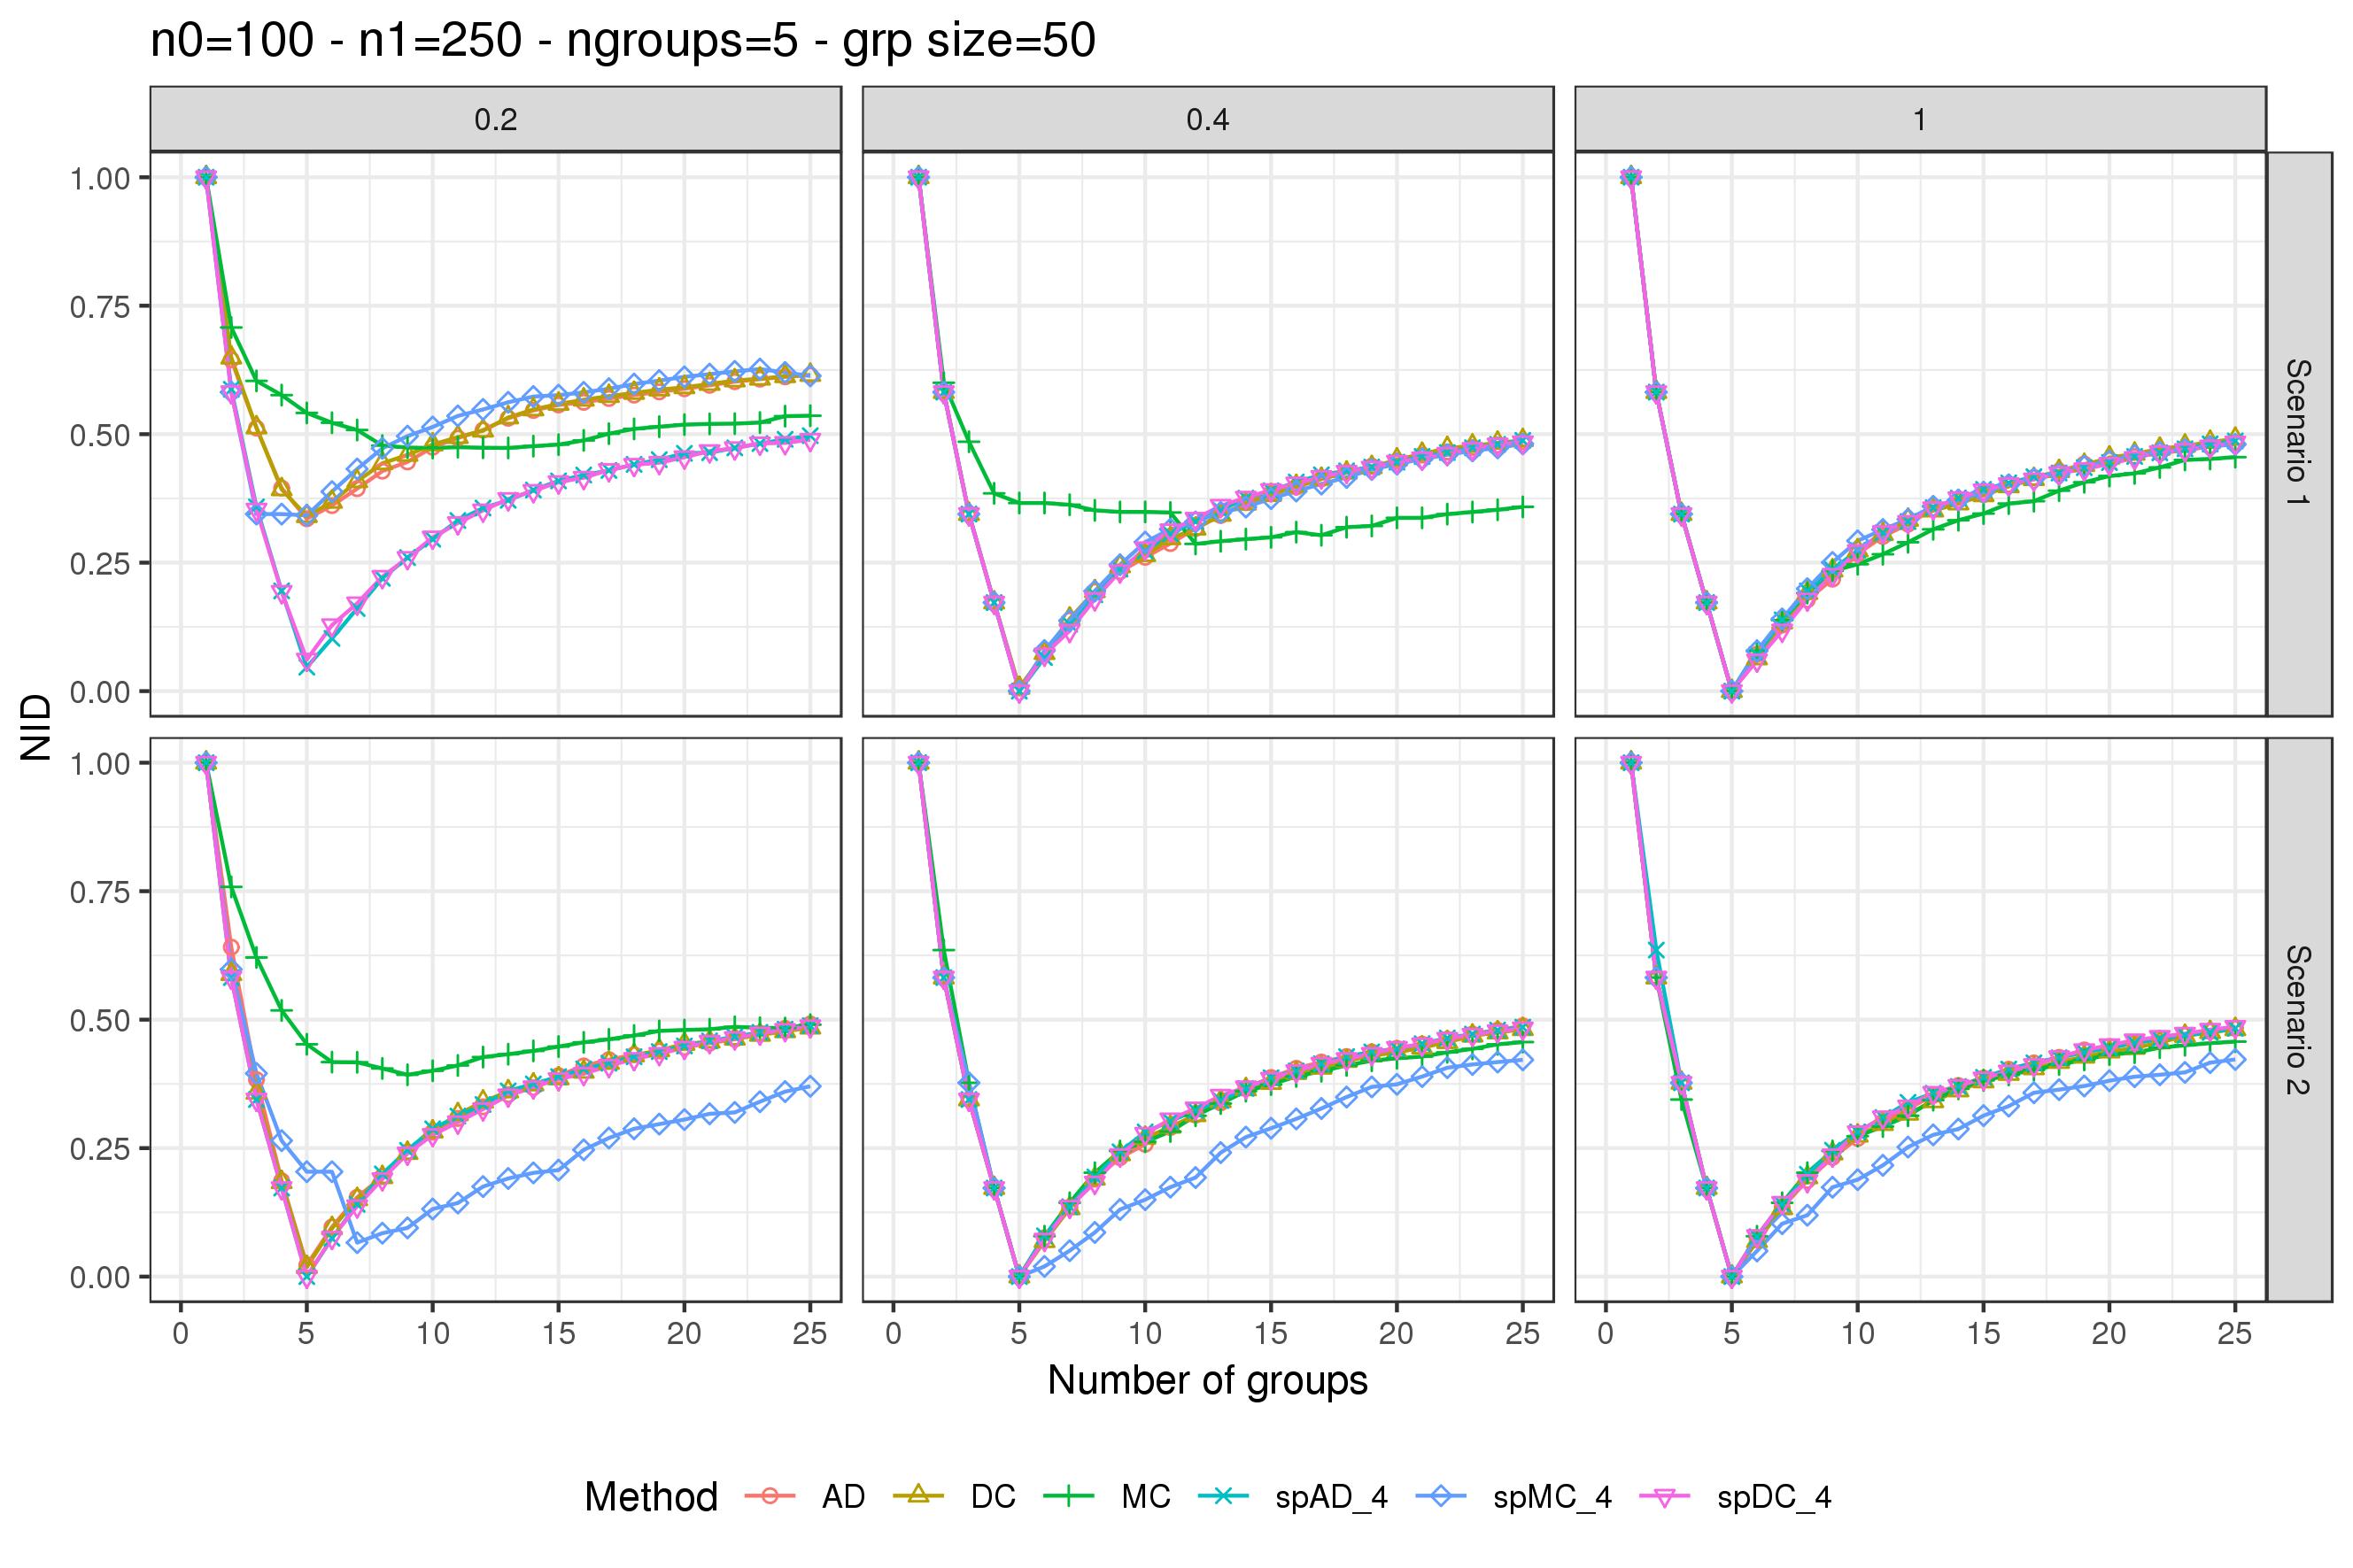 n0=100 - n1=250 - ngroups=5 - grp size=50
0.2 0.4 1
1.00
0.75
0.50
0.25
0.00
Scenario 1
NID
1.00
0.75
0.50
0.25
0.00
Scenario 2
0 5 10 15 20 25 0 5 10 15 20 25 0 5 10 15 20 25
Number of groups
Method AD DC MC spAD_4 spMC_4 spDC_4